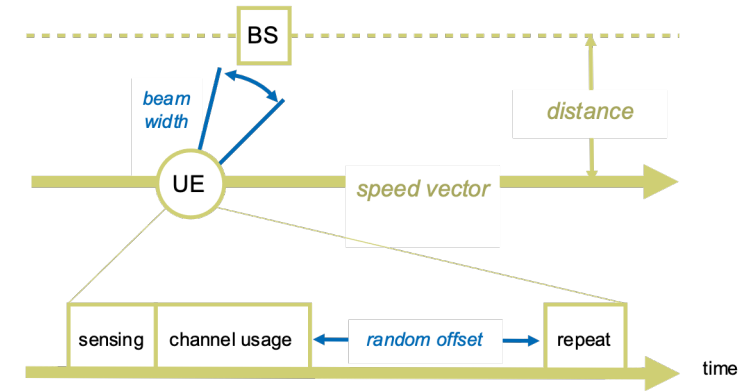 BS
beam
width
distance
UE
speed vector
sensing
channel usage
random offset
repeat
time